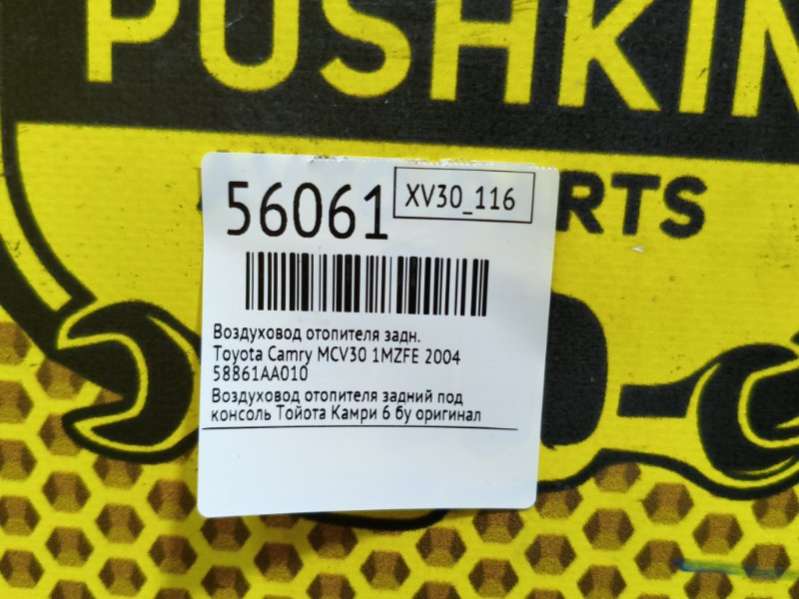 PUSHKIN
RTS
56061
XV30_116
Воздуховод отопителя задн.
Toyota Camry MCV30 1MZFE 2004
58861AA010
Воздуховод отопителя задний под
консоль Тойота Камри 6 бу оригинал